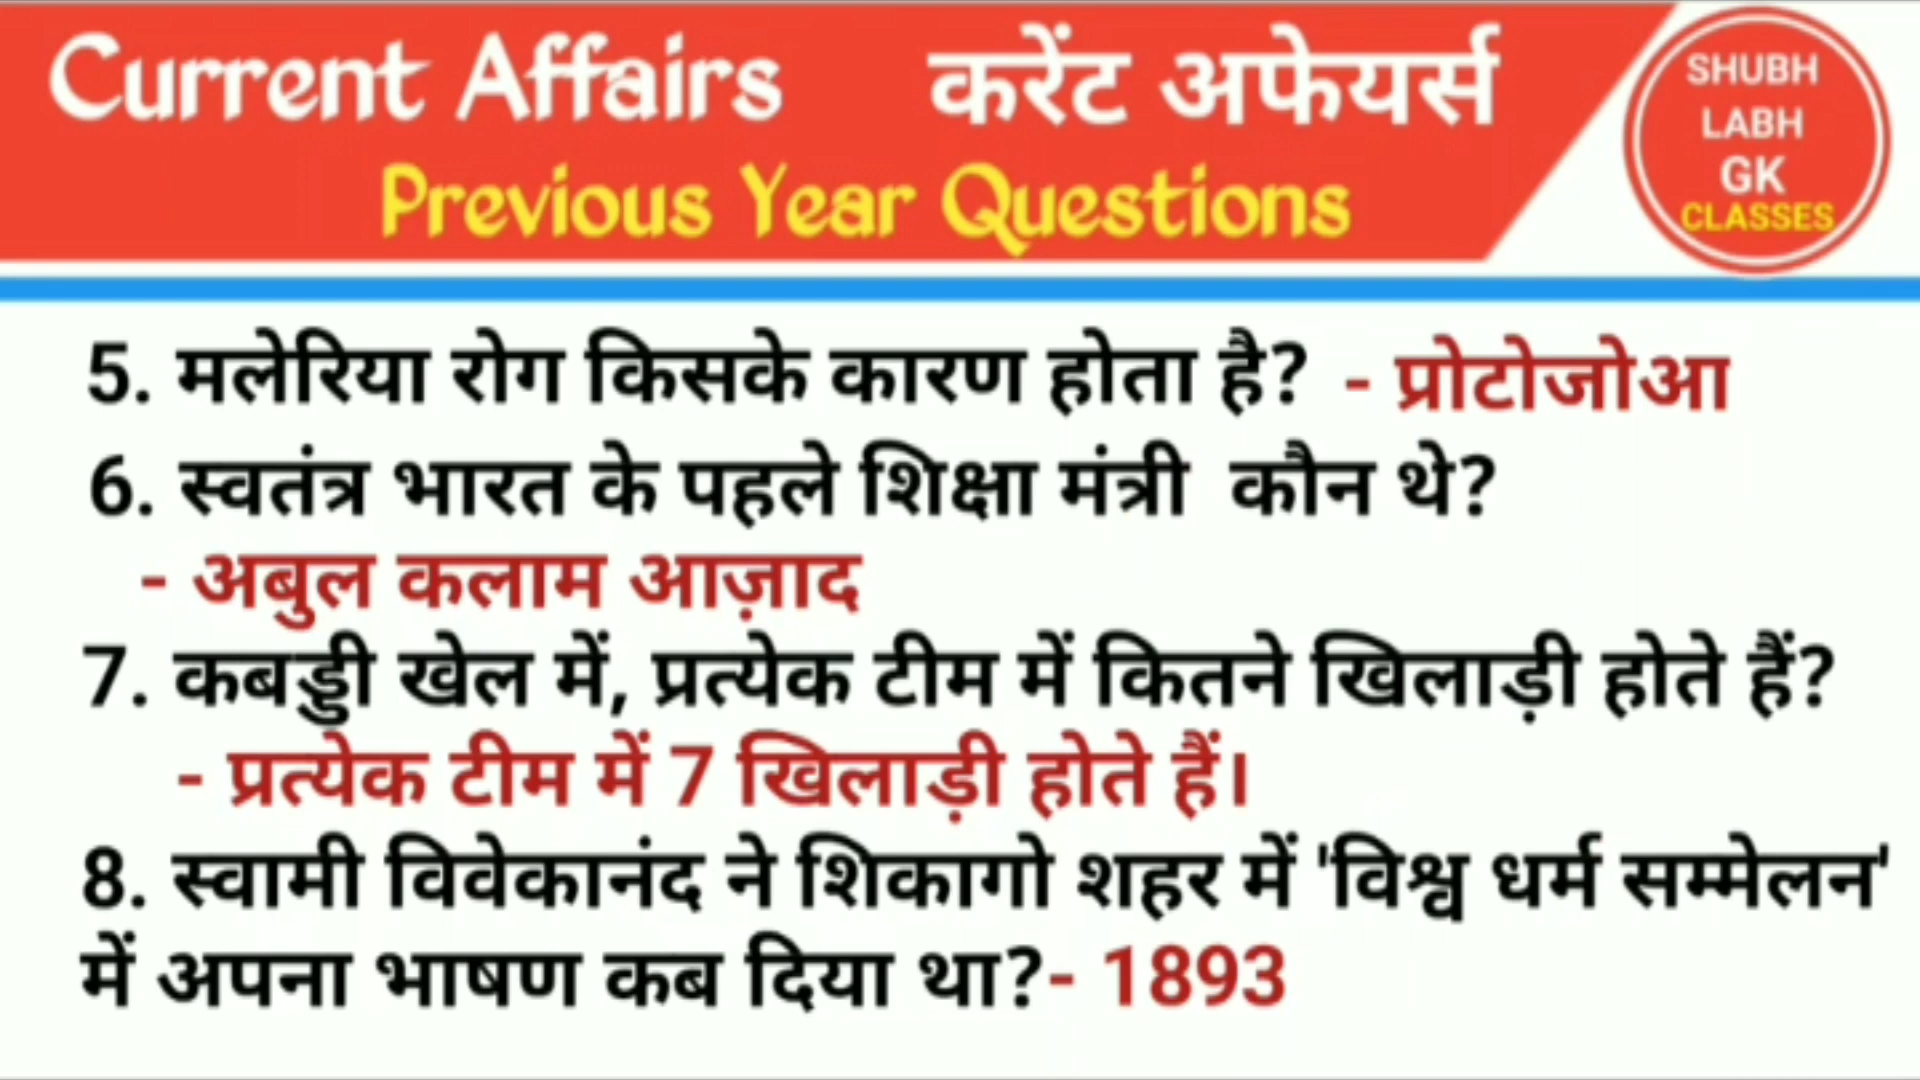 Current Affairs करेंट अफेयर्स
Previous Year Questions
SHUBH
LABH
GK
CLASSES
5. मलेरिया रोग किसके कारण होता है? - प्रोटोजोआ
6. स्वतंत्र भारत के पहले शिक्षा मंत्री कौन थे?
- अबुल कलाम आज़ाद
7. कबड्डी खेल में, प्रत्येक टीम में कितने खिलाड़ी होते हैं?
- प्रत्येक टीम में 7 खिलाड़ी होते हैं।
8. स्वामी विवेकानंद ने शिकागो शहर में 'विश्व धर्म सम्मेलन'
में अपना भाषण कब दिया था?- 1893